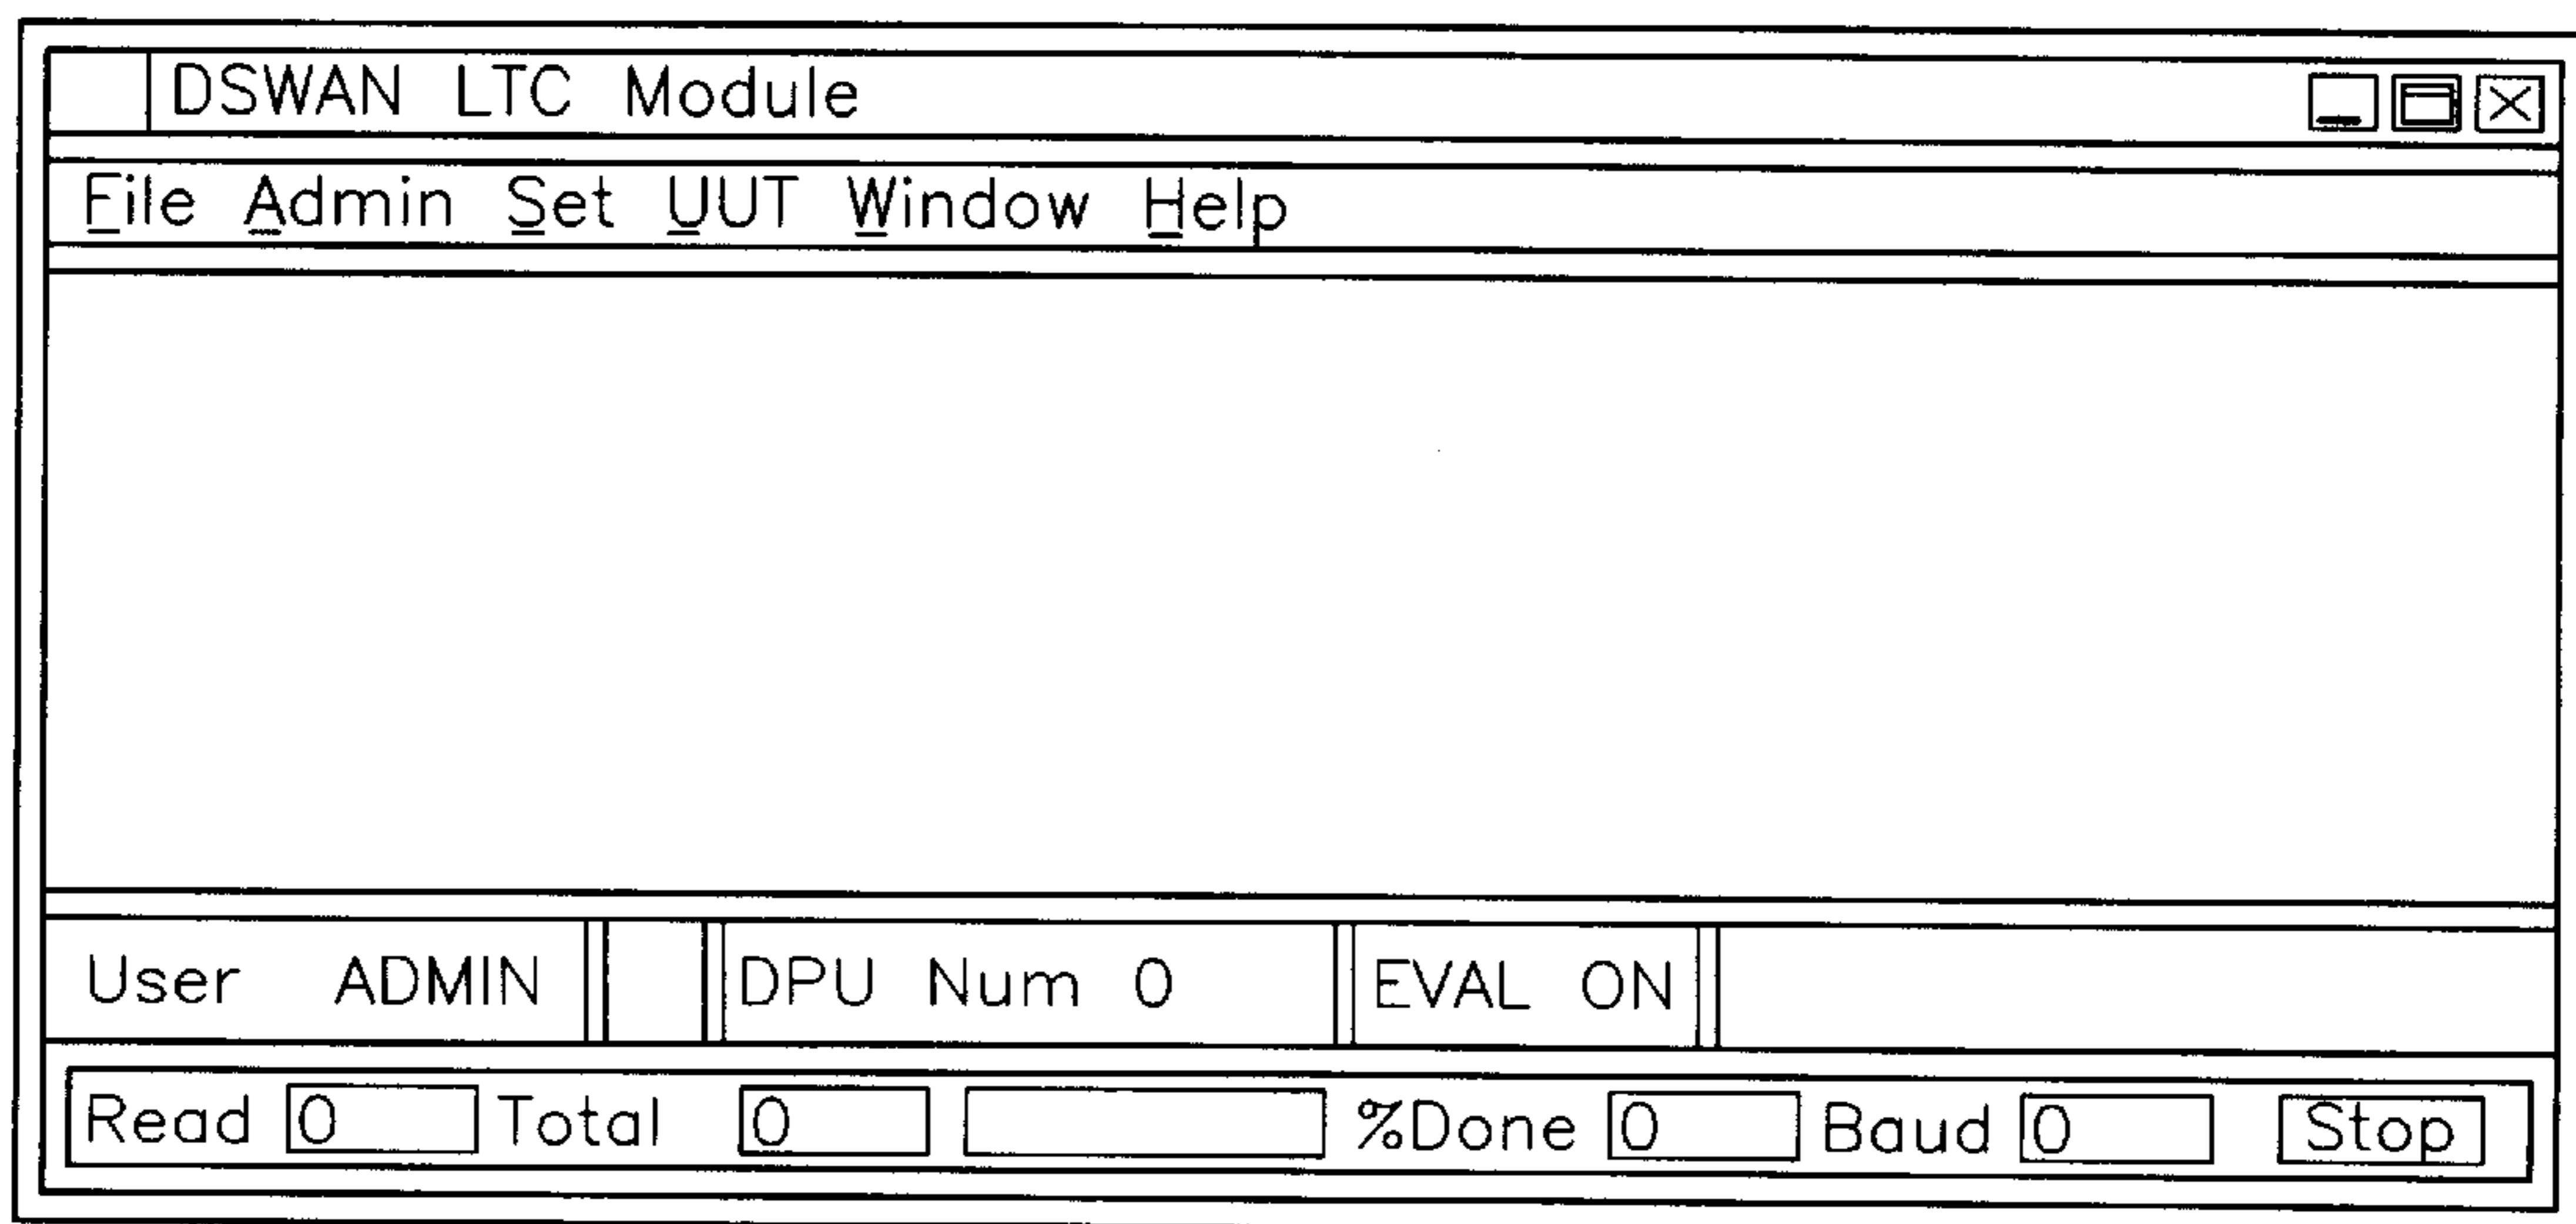 DSWAN LTC Module
File Admin Set UUT Window Help
User ADMIN DPU Num 0 EVAL ON
Read 0 Total 0 %Done 0 Baud 0 Stop